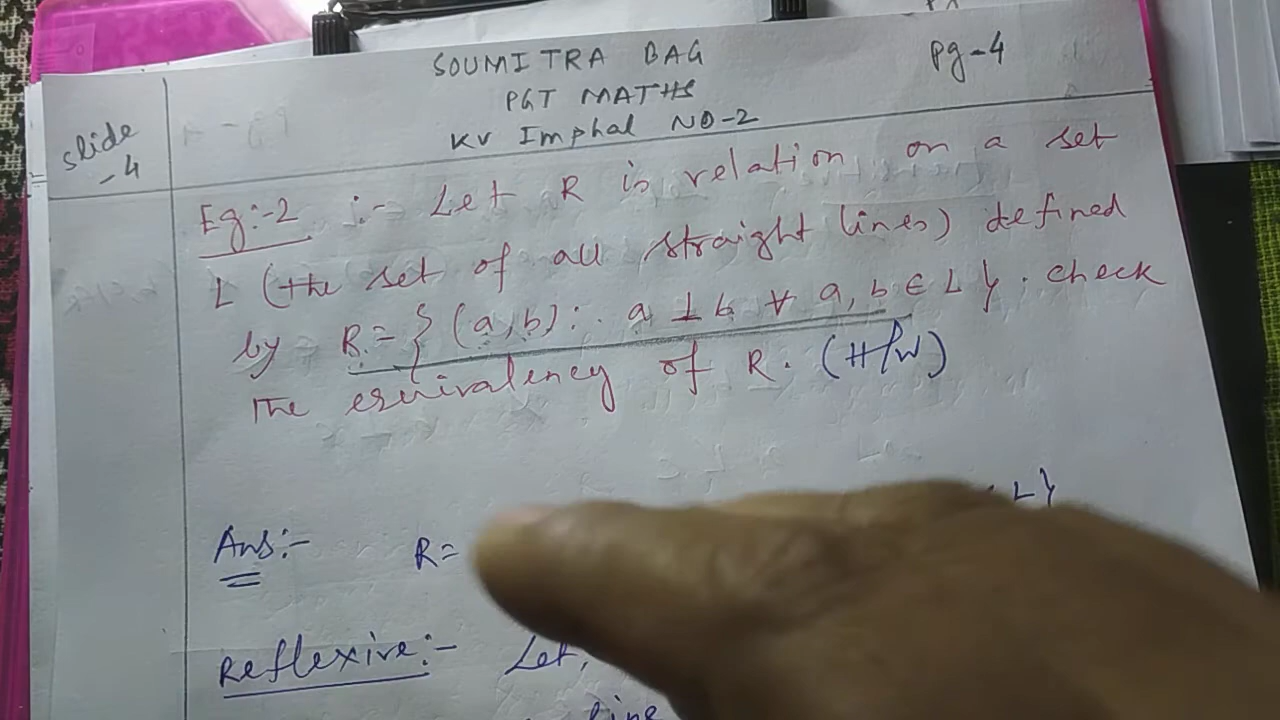 SOUMITRA BAG
pg-4
PGT MATHS
KV Imphal NO-2
slide
-4
Eg:-2 :- Let R is relation on a set
L (the set of all straight lines) defined
by R = { (a,b) : a ⊥ b ∀ a, b ∈ L }. check
The equivalency of R. (H/W)
L}
Ans:- R=
Reflexive:- Let,
line